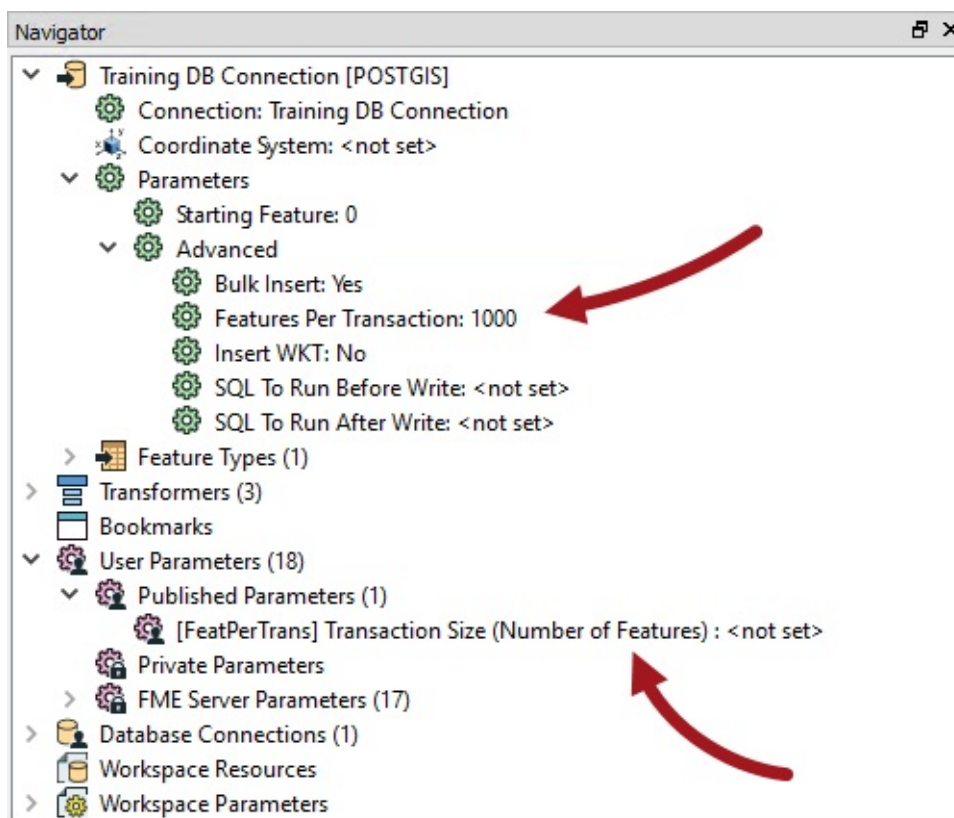 Navigator
Training DB Connection [POSTGIS]
Connection: Training DB Connection
Coordinate System: <not set>
Parameters
Starting Feature: 0
Advanced
Bulk Insert: Yes
Features Per Transaction: 1000
Insert WKT: No
SQL To Run Before Write: <not set>
SQL To Run After Write: <not set>
Feature Types (1)
Transformers (3)
Bookmarks
User Parameters (18)
Published Parameters (1)
[FeatPerTrans] Transaction Size (Number of Features) : <not set>
Private Parameters
FME Server Parameters (17)
Database Connections (1)
Workspace Resources
Workspace Parameters